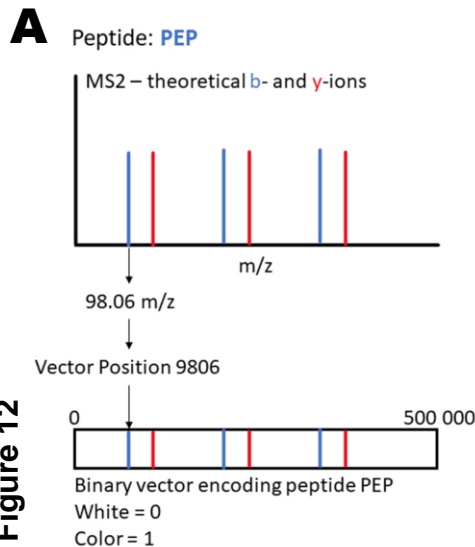 A
Peptide: PEP
MS2 – theoretical b- and y-ions
m/z
98.06 m/z
Vector Position 9806
0
500 000
Binary vector encoding peptide PEP
White = 0
Color = 1
Figure 12